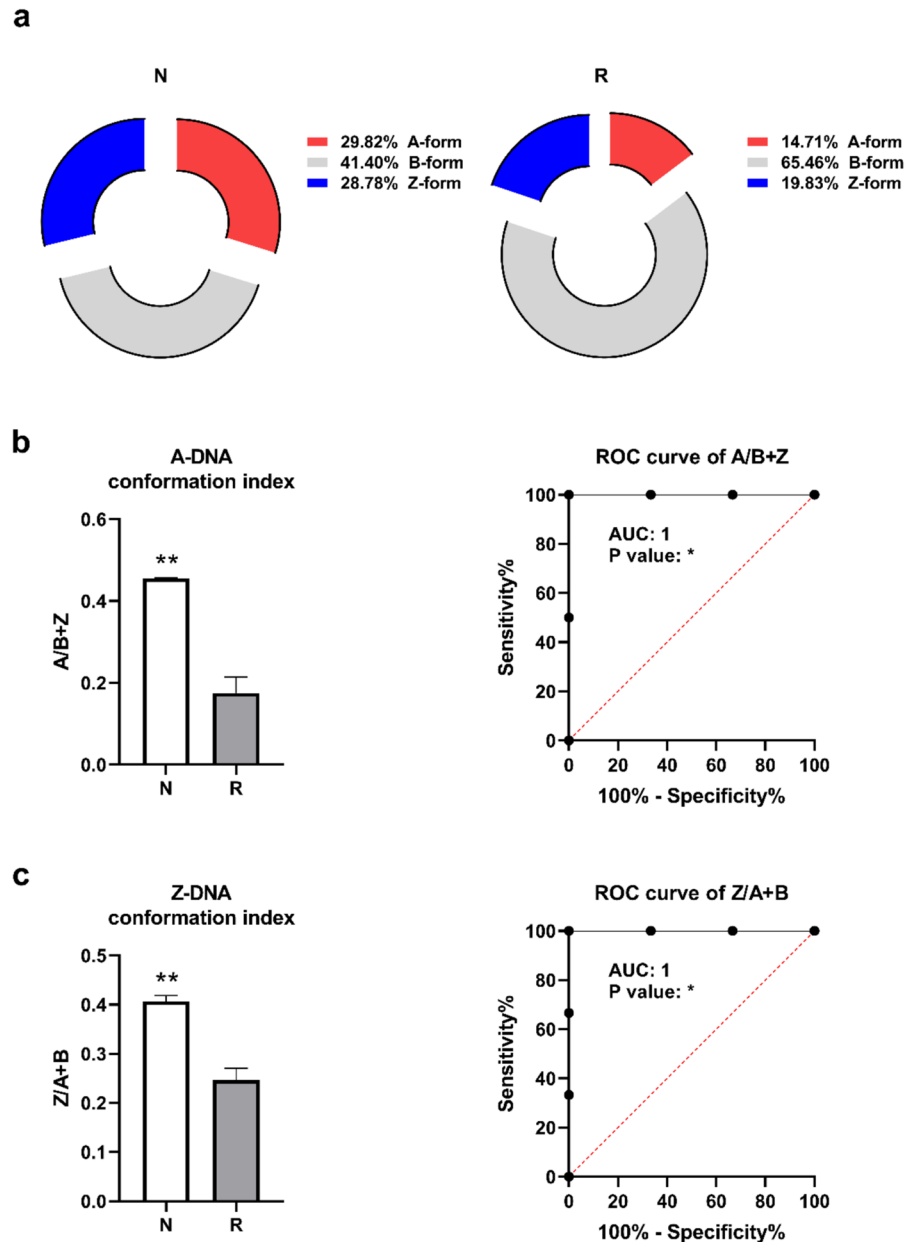 a
N
R
29.82% A-form
41.40% B-form
28.78% Z-form
14.71% A-form
65.46% B-form
19.83% Z-form
b
A-DNA
conformation index
0.6
0.4
0.2
0.0
A/B+Z
**
N
R
ROC curve of A/B+Z
100
80
60
40
20
0
Sensitivity%
AUC: 1
P value: *
0 20 40 60 80 100
100% - Specificity%
c
Z-DNA
conformation index
0.5
0.4
0.3
0.2
0.1
0.0
Z/A+B
**
N
R
ROC curve of Z/A+B
100
80
60
40
20
0
Sensitivity%
AUC: 1
P value: *
0 20 40 60 80 100
100% - Specificity%